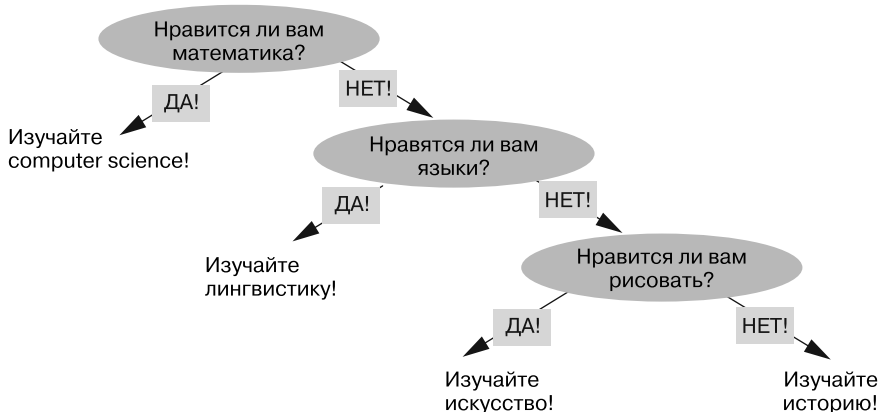 Нравится ли вам
математика?
ДА!
НЕТ!
Изучайте
computer science!
Нравятся ли вам
языки?
ДА!
НЕТ!
Изучайте
лингвистику!
Нравится ли вам
рисовать?
ДА!
НЕТ!
Изучайте
искусство!
Изучайте
историю!